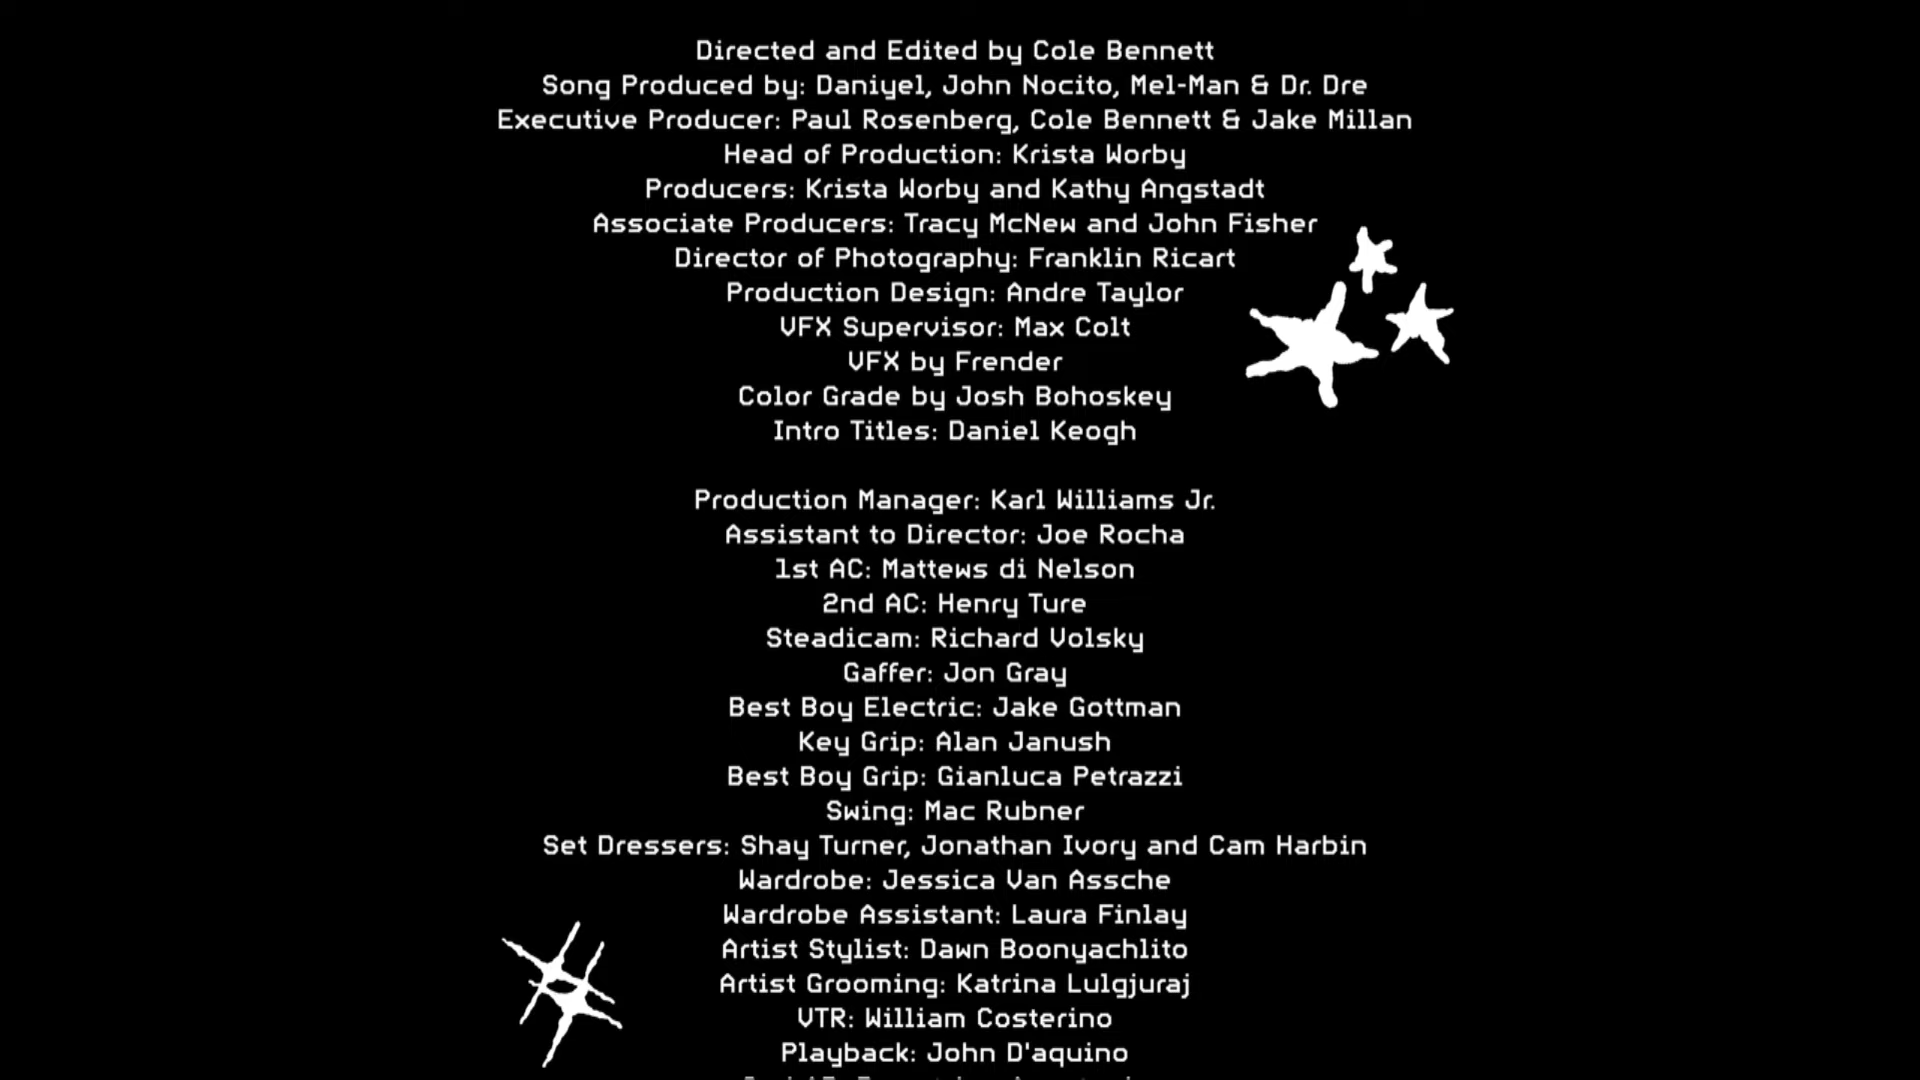 Directed and Edited by Cole Bennett
Song Produced by: Daniyel, John Nocito, Mel-Man & Dr. Dre
Executive Producer: Paul Rosenberg, Cole Bennett & Jake Millan
Head of Production: Krista Worby
Producers: Krista Worby and Kathy Angstadt
Associate Producers: Tracy McNew and John Fisher
Director of Photography: Franklin Ricart
Production Design: Andre Taylor
VFX Supervisor: Max Colt
VFX by Frender
Color Grade by Josh Bohoskey
Intro Titles: Daniel Keogh
Production Manager: Karl Williams Jr.
Assistant to Director: Joe Rocha
1st AC: Mattews di Nelson
2nd AC: Henry Ture
Steadicam: Richard Volsky
Gaffer: Jon Gray
Best Boy Electric: Jake Gottman
Key Grip: Alan Janush
Best Boy Grip: Gianluca Petrazzi
Swing: Mac Rubner
Set Dressers: Shay Turner, Jonathan Ivory and Cam Harbin
Wardrobe: Jessica Van Assche
Wardrobe Assistant: Laura Finlay
Artist Stylist: Dawn Boonyachlito
Artist Grooming: Katrina Lulgjuraj
VTR: William Costerino
Playback: John D'aquino